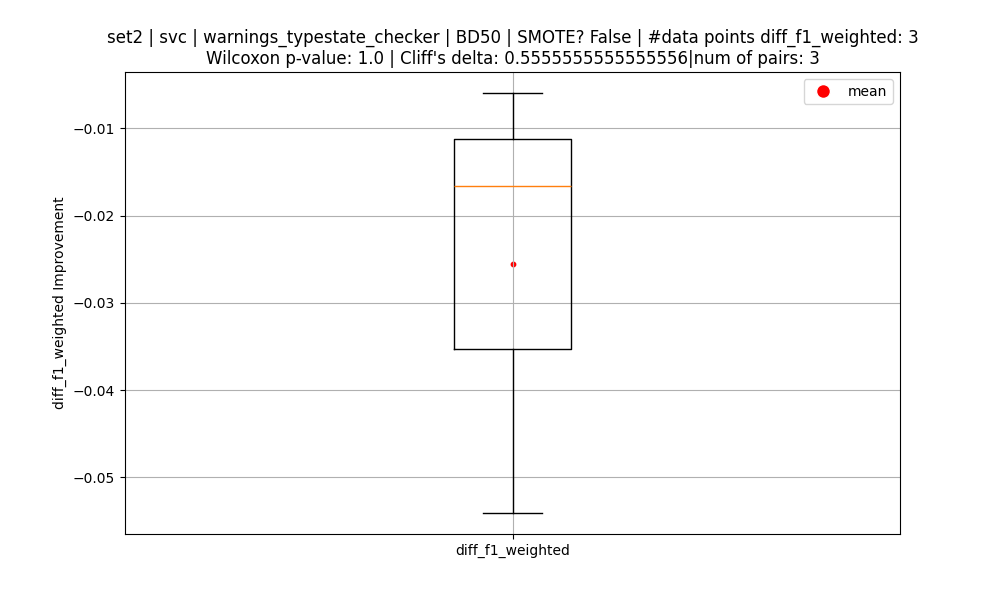 set2 | svc | warnings_typestate_checker | BD50 | SMOTE? False | #data points diff_f1_weighted: 3
Wilcoxon p-value: 1.0 | Cliff's delta: 0.5555555555555556|num of pairs: 3
mean
−0.01
−0.02
−0.03
−0.04
−0.05
diff_f1_weighted Improvement
diff_f1_weighted